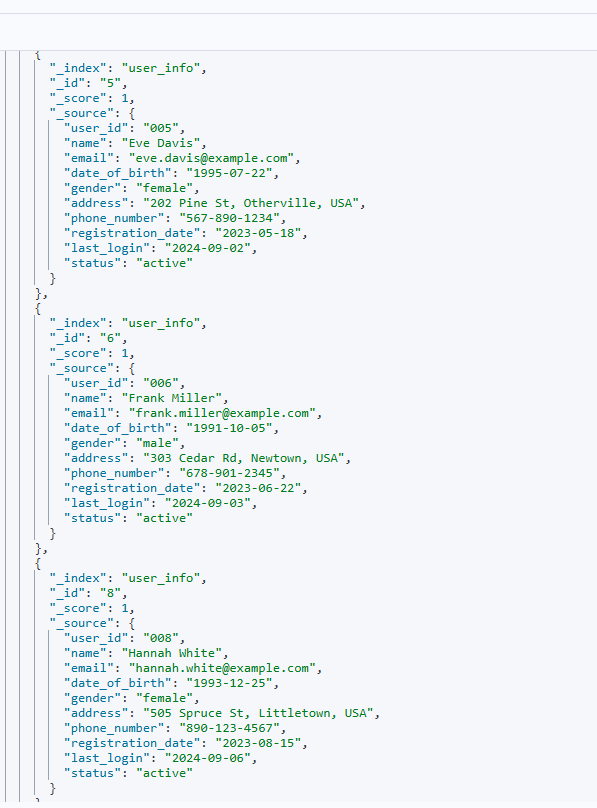 {
"_index": "user_info",
"_id": "5",
"_score": 1,
"_source": {
"user_id": "005",
"name": "Eve Davis",
"email": "eve.davis@example.com",
"date_of_birth": "1995-07-22",
"gender": "female",
"address": "202 Pine St, Otherville, USA",
"phone_number": "567-890-1234",
"registration_date": "2023-05-18",
"last_login": "2024-09-02",
"status": "active"
}
},
{
"_index": "user_info",
"_id": "6",
"_score": 1,
"_source": {
"user_id": "006",
"name": "Frank Miller",
"email": "frank.miller@example.com",
"date_of_birth": "1991-10-05",
"gender": "male",
"address": "303 Cedar Rd, Newtown, USA",
"phone_number": "678-901-2345",
"registration_date": "2023-06-22",
"last_login": "2024-09-03",
"status": "active"
}
},
{
"_index": "user_info",
"_id": "8",
"_score": 1,
"_source": {
"user_id": "008",
"name": "Hannah White",
"email": "hannah.white@example.com",
"date_of_birth": "1993-12-25",
"gender": "female",
"address": "505 Spruce St, Littletown, USA",
"phone_number": "890-123-4567",
"registration_date": "2023-08-15",
"last_login": "2024-09-06",
"status": "active"
}
}